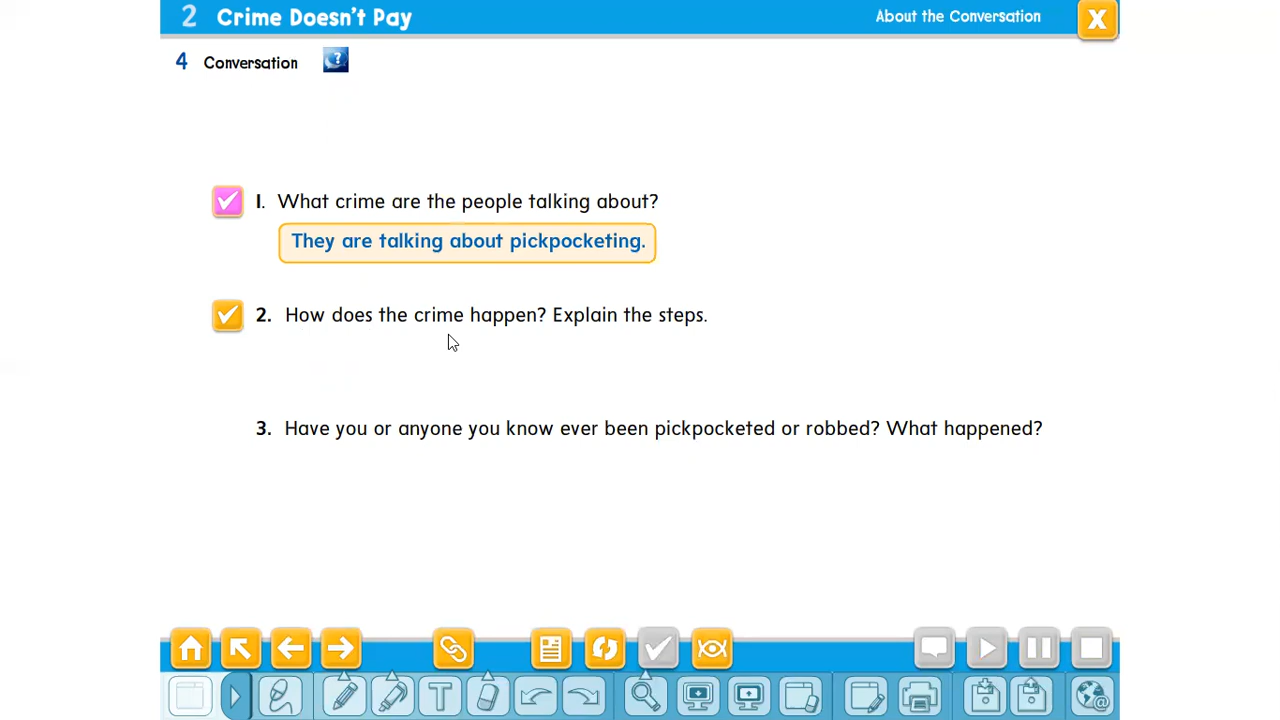 2 Crime Doesn't Pay
About the Conversation
X
4 Conversation
?
1. What crime are the people talking about?
They are talking about pickpocketing.
2. How does the crime happen? Explain the steps.
3. Have you or anyone you know ever been pickpocketed or robbed? What happened?
T
@